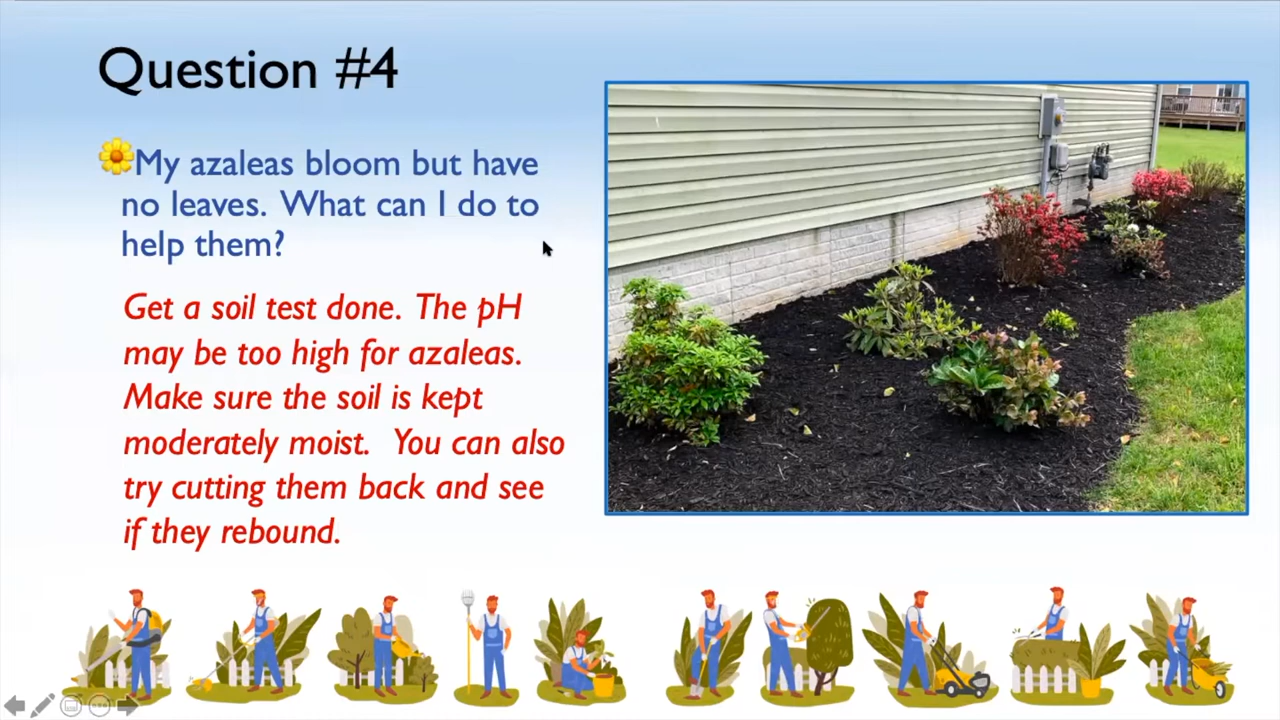 Question #4
My azaleas bloom but have
no leaves. What can I do to
help them?
Get a soil test done. The pH
may be too high for azaleas.
Make sure the soil is kept
moderately moist. You can also
try cutting them back and see
if they rebound.